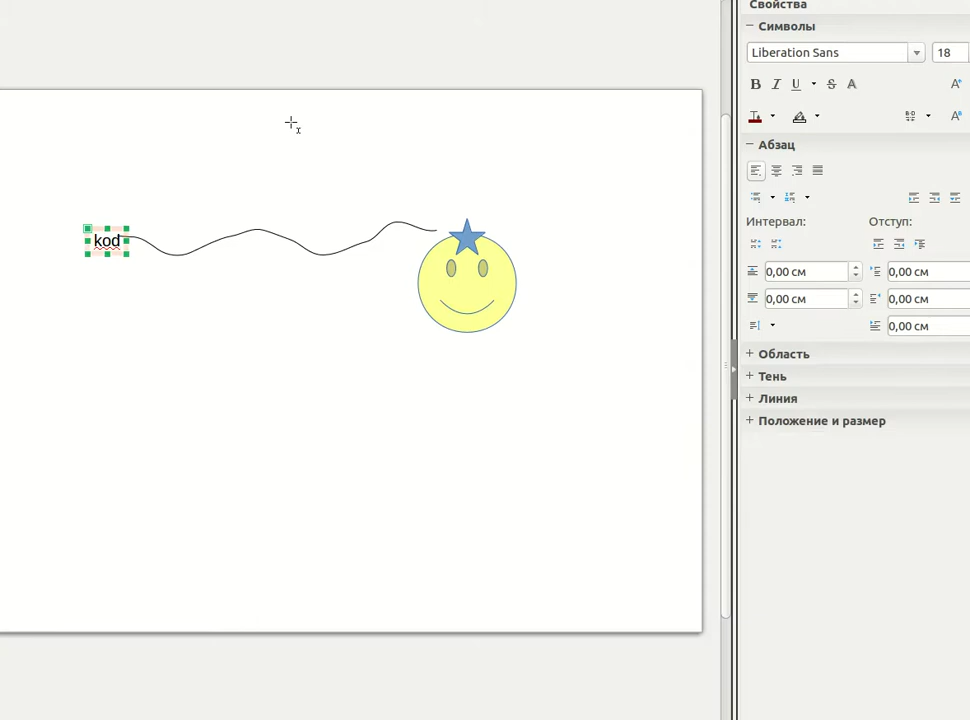 Свойства
Символы
Liberation Sans
18
Абзац
Интервал:
Отступ:
kod
0,00 см
0,00 см
0,00 см
0,00 см
0,00 см
Область
Тень
Линия
Положение и размер